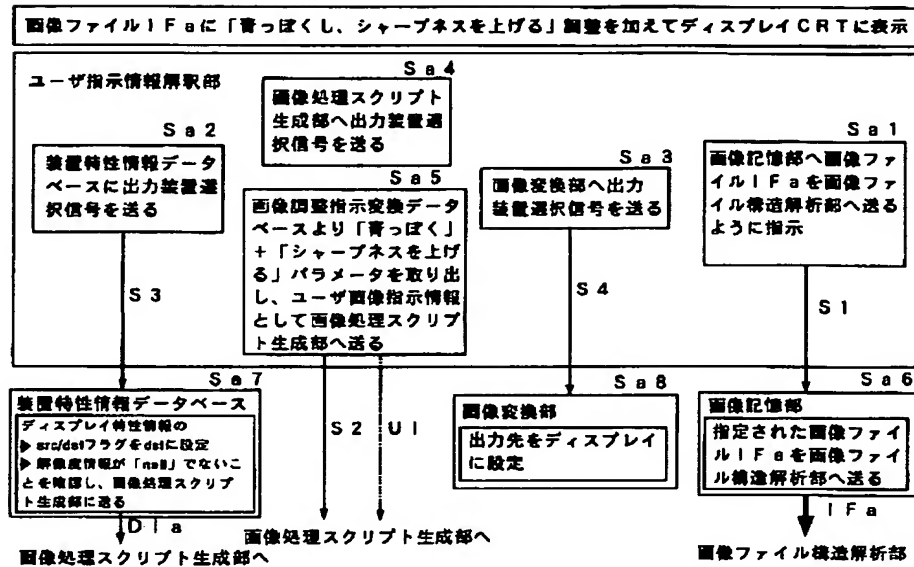 画像ファイルIFaに「青っぽくし、シャープネスを上げる」調整を加えてディスプレイCRTに表示
ユーザ指示情報解釈部
Sa4
画像処理スクリプト
生成部へ出力装置選
択信号を送る
Sa2
装置特性情報データ
ベースに出力装置選
択信号を送る
Sa5
画像調整指示変換データ
ベースより「青っぽく」
+「シャープネスを上げ
る」パラメータを取り出
し、ユーザ画像指示情報
として画像処理スクリプ
ト生成部へ送る
Sa3
画像変換部へ出力
装置選択信号を送る
Sa1
画像記憶部へ画像ファ
イルIFaを画像ファ
イル構造解析部へ送る
ように指示
S3
S4
S1
Sa7
装置特性情報データベース
ディスプレイ特性情報の
▶src/dstフラグをdstに設定
▶解像度情報が「null」でないこ
とを確認し、画像処理スクリプ
ト生成部に送る
S2
UI
Sa8
画像変換部
出力先をディスプレイ
に設定
Sa6
画像記憶部
指定された画像ファイ
ルIFaを画像ファイ
ル構造解析部へ送る
DIa
IFa
画像処理スクリプト生成部へ
画像処理スクリプト生成部へ
画像ファイル構造解析部